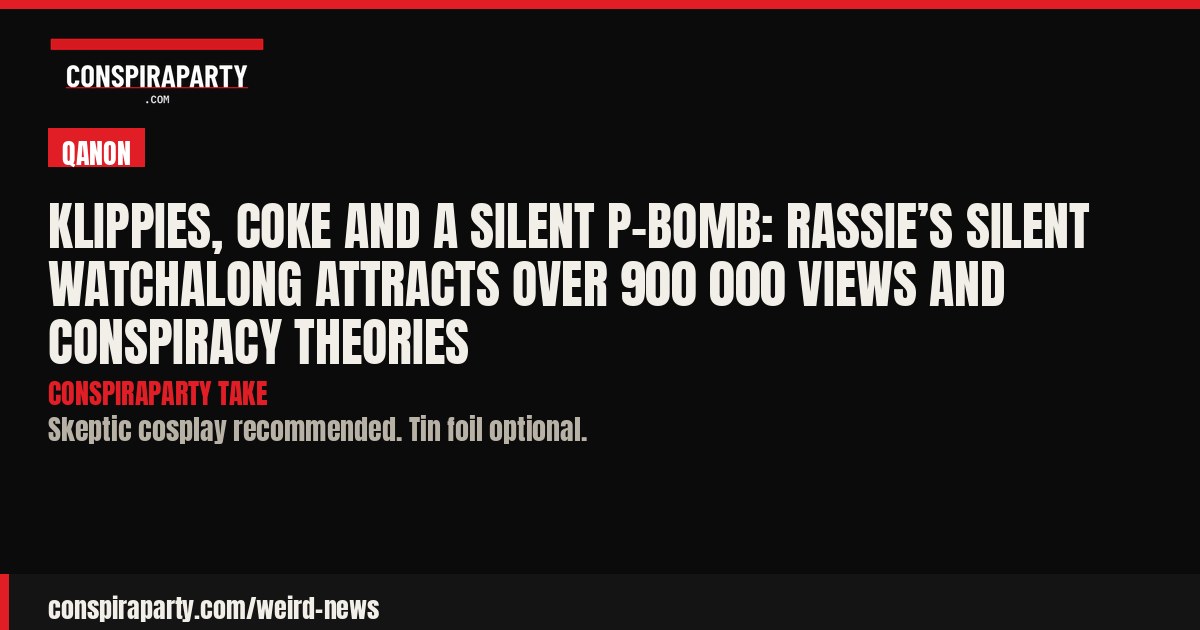 CONSPIRAPARTY
.COM
QANON
KLIPPIES, COKE AND A SILENT P-BOMB: RASSIE’S SILENT
WATCHALONG ATTRACTS OVER 900 000 VIEWS AND
CONSPIRACY THEORIES
CONSPIRAPARTY TAKE
Skeptic cosplay recommended. Tin foil optional.
conspiraparty.com/weird-news